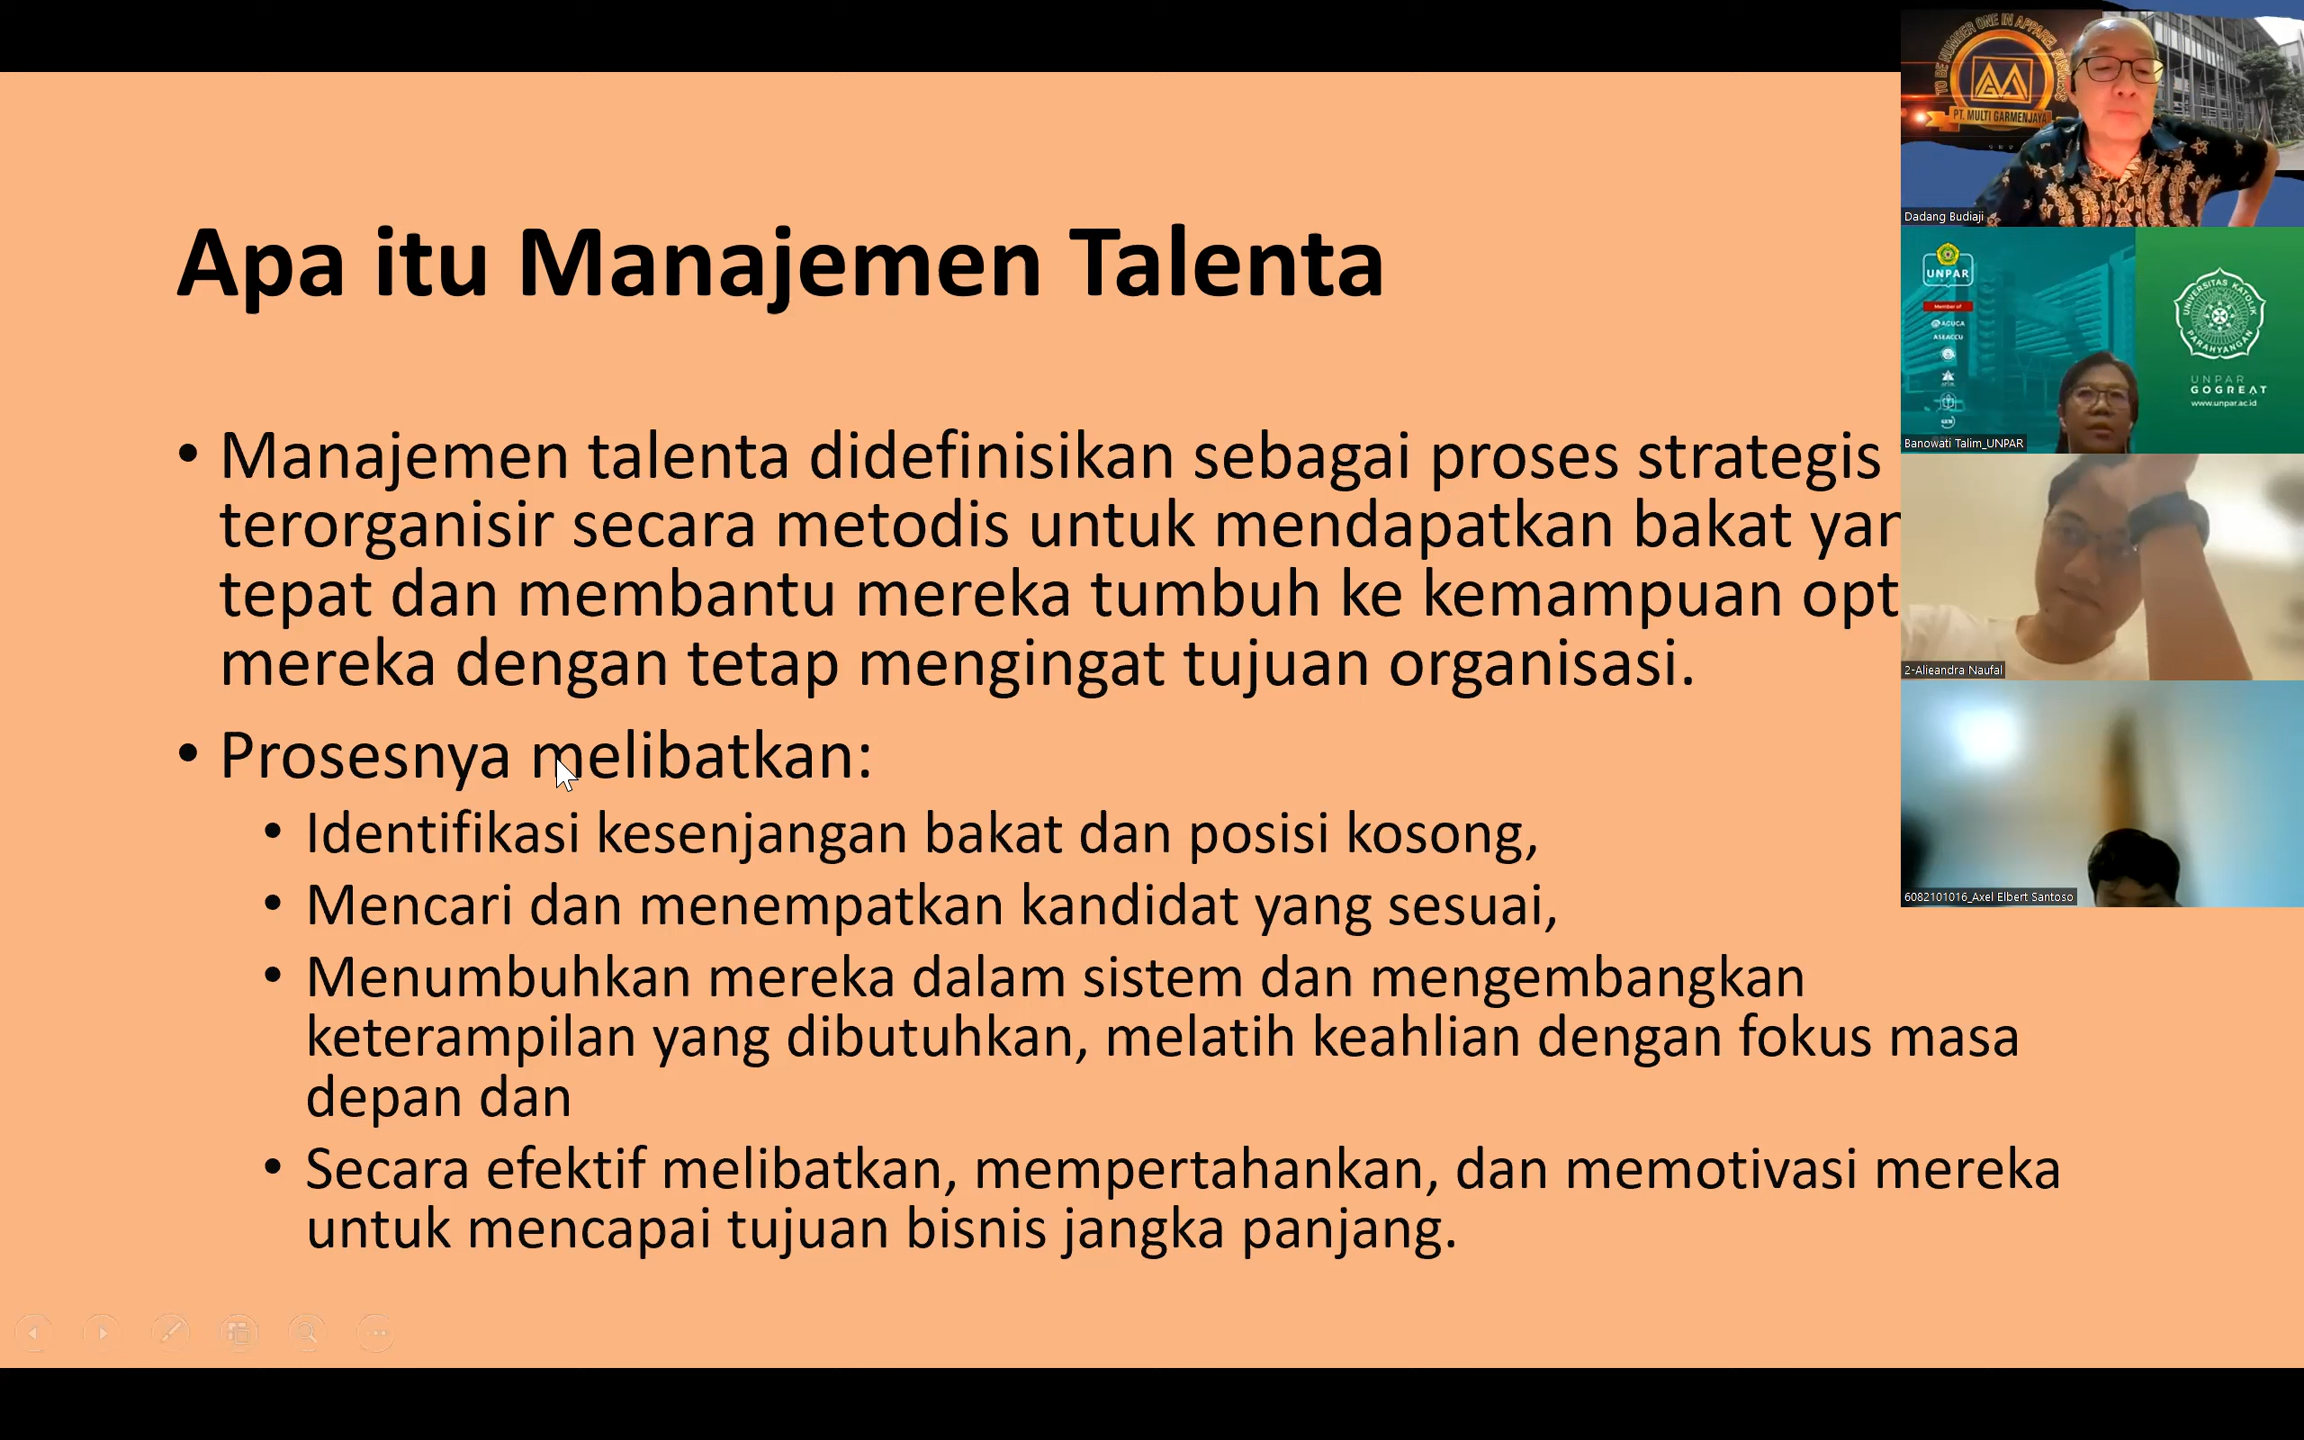 Apa itu Manajemen Talenta
• Manajemen talenta didefinisikan sebagai proses strategis
terorganisir secara metodis untuk mendapatkan bakat yan
tepat dan membantu mereka tumbuh ke kemampuan opt
mereka dengan tetap mengingat tujuan organisasi.
• Prosesnya melibatkan:
• Identifikasi kesenjangan bakat dan posisi kosong,
• Mencari dan menempatkan kandidat yang sesuai,
• Menumbuhkan mereka dalam sistem dan mengembangkan
keterampilan yang dibutuhkan, melatih keahlian dengan fokus masa
depan dan
• Secara efektif melibatkan, mempertahankan, dan memotivasi mereka
untuk mencapai tujuan bisnis jangka panjang.
TO BE NUMBER ONE IN APPAREL BUSINESS
PT. MULTI GARMENJAYA
Dadang Budiaji
UNPAR
Member of
ACUCA
ASEACCU
UNIVERSITAS KATOLIK
PARAHYANGAN
UNPAR
GOGREAT
www.unpar.ac.id
Banowati Talim_UNPAR
2-Alieandra Naufal
6082101016_Axel Elbert Santoso